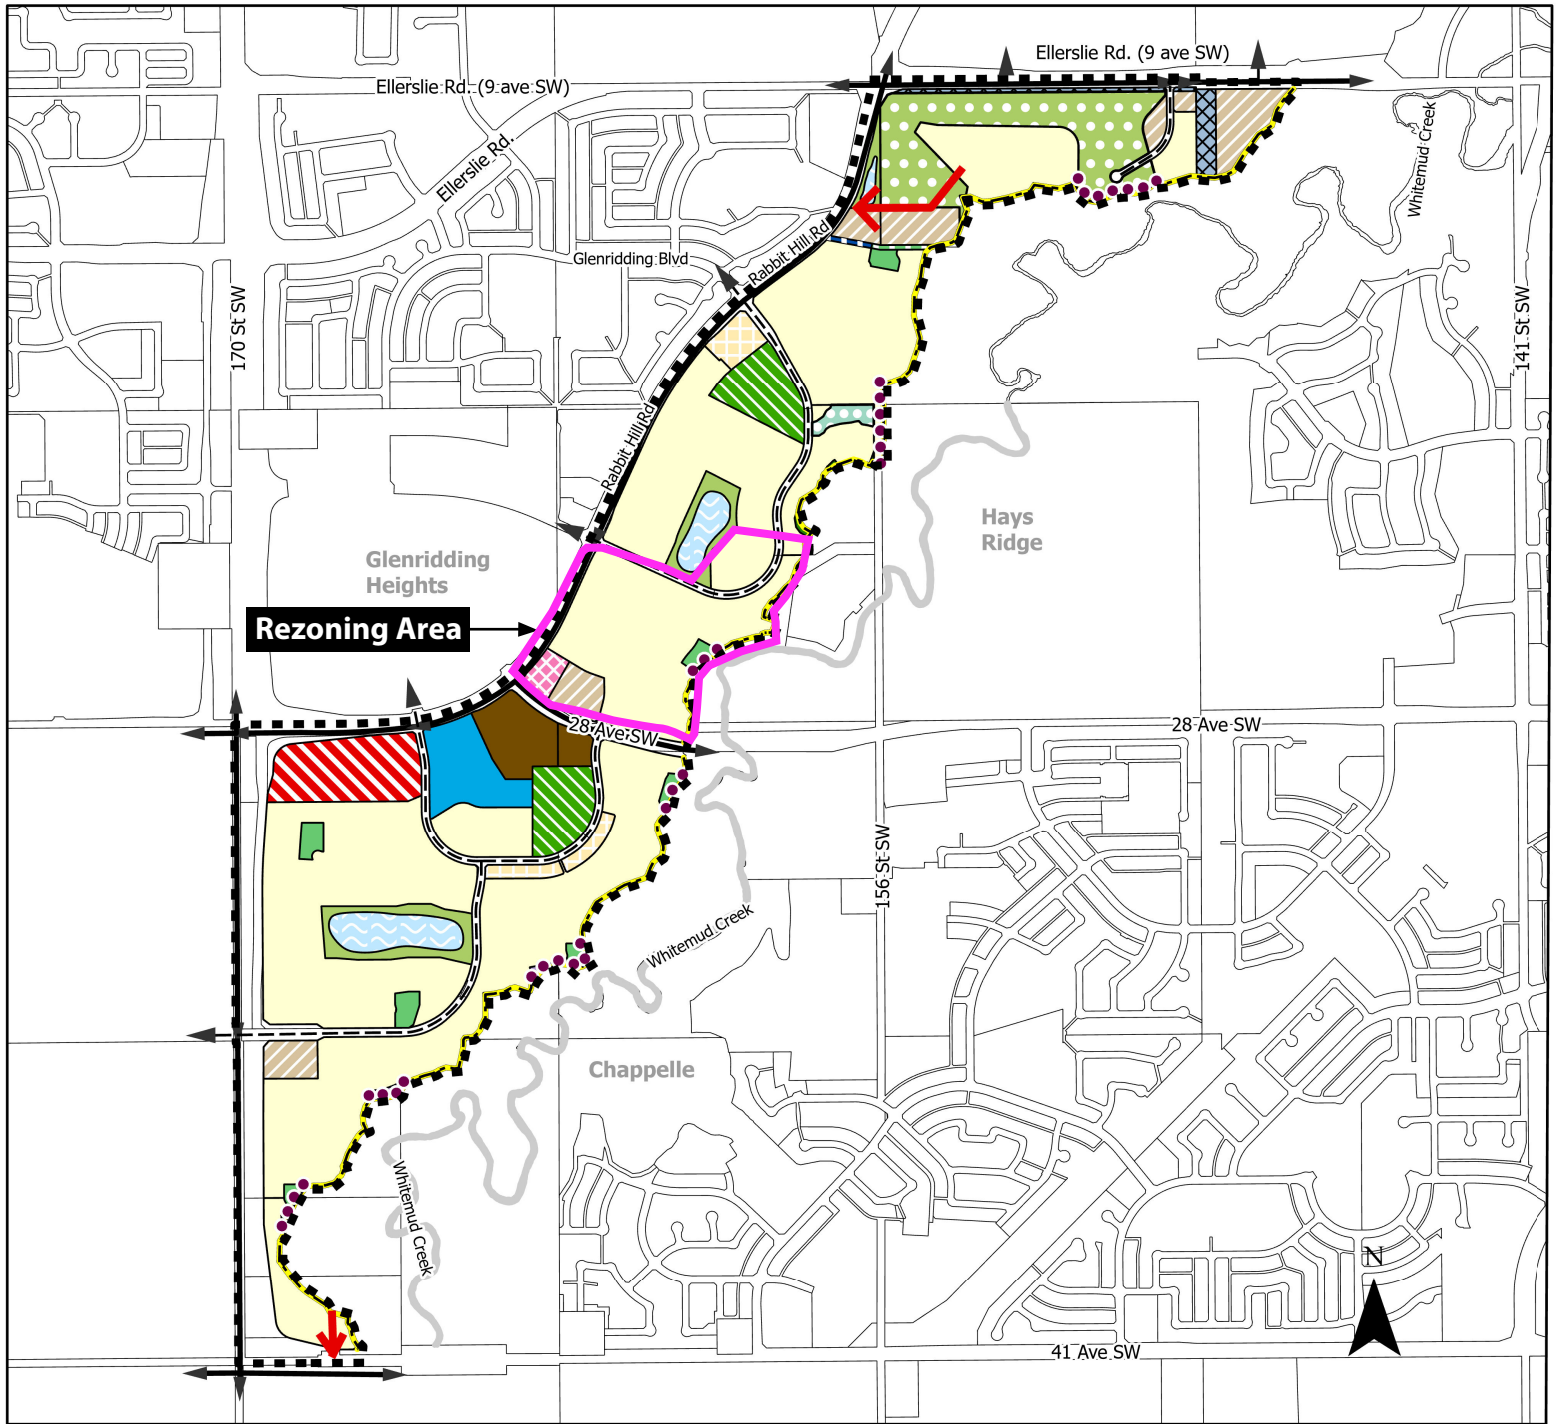 Ellerslie Rd. (9 ave SW)
Ellerslie Rd. (9 ave SW)
Ellerslie Rd.
Whitemud Creek
Rabbit Hill Rd
Glenridding Blvd
170 St SW
141 St SW
Rabbit Hill Rd
Hays
Ridge
Glenridding
Heights
Rezoning Area
28 Ave SW
28 Ave SW
156 St SW
Whitemud Creek
Chappelle
Whitemud Creek
N
41 Ave SW